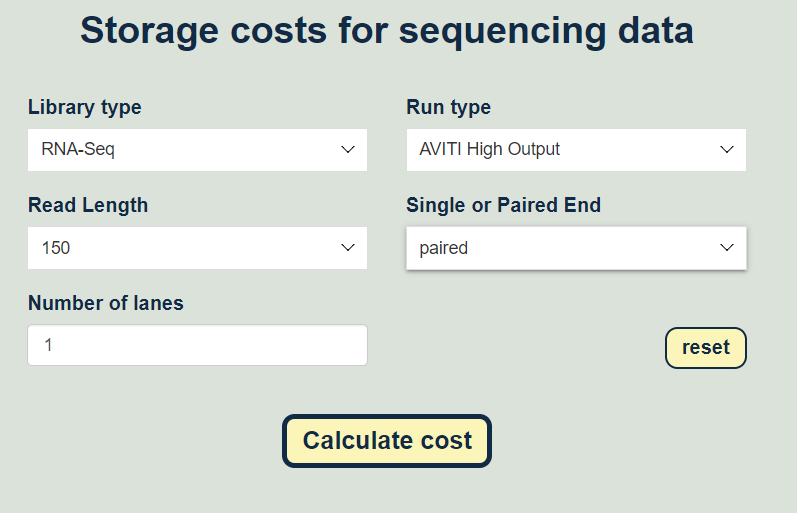 Storage costs for sequencing data
Library type
Run type
RNA-Seq
AVITI High Output
Read Length
Single or Paired End
150
paired
Number of lanes
1
reset
Calculate cost